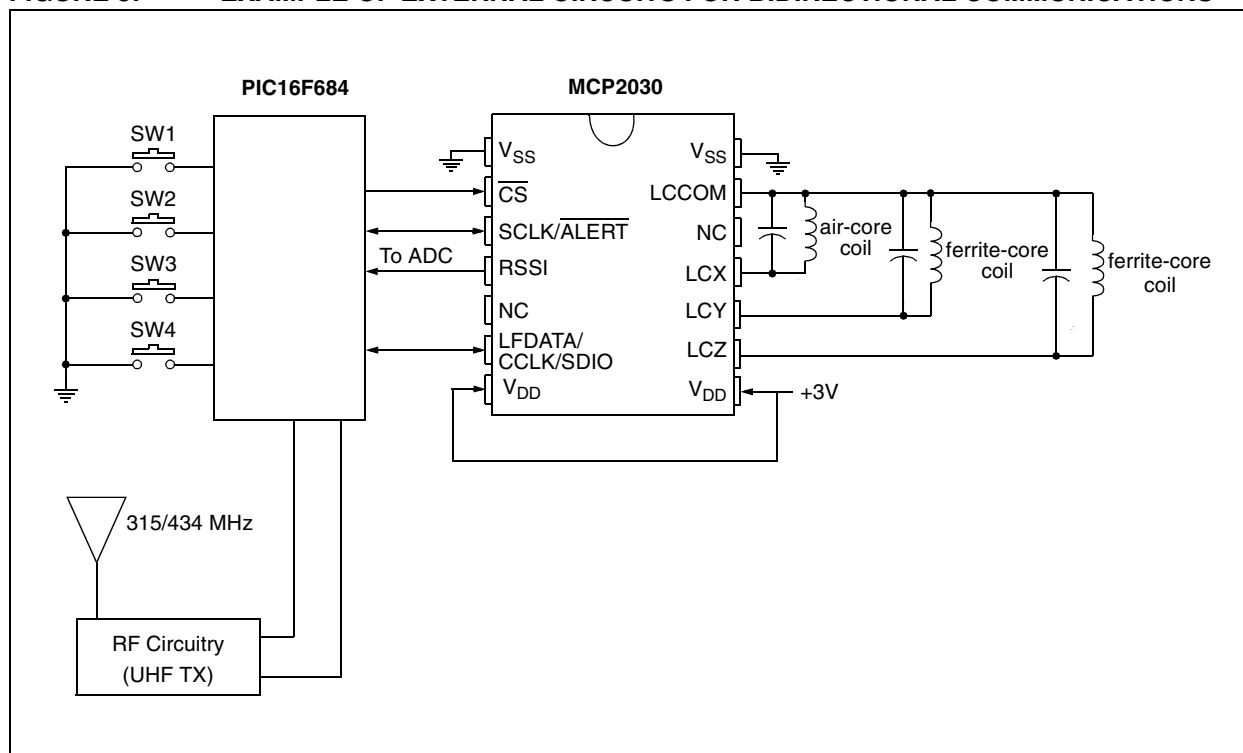 FIGURE EXAMPLE OF EXTERNAL CIRCUITS FOR BIDIRECTIONAL COMMUNICATIONS
PIC16F684
MCP2030
SW1
SW2
SW3
SW4
To ADC
VSS
CS
SCLK/ALERT
RSSI
NC
LFDATA/
CCLK/SDIO
VDD
VSS
LCCOM
NC
LCX
LCY
LCZ
VDD
+3V
air-core
coil
ferrite-core
coil
ferrite-core
coil
315/434 MHz
RF Circuitry
(UHF TX)